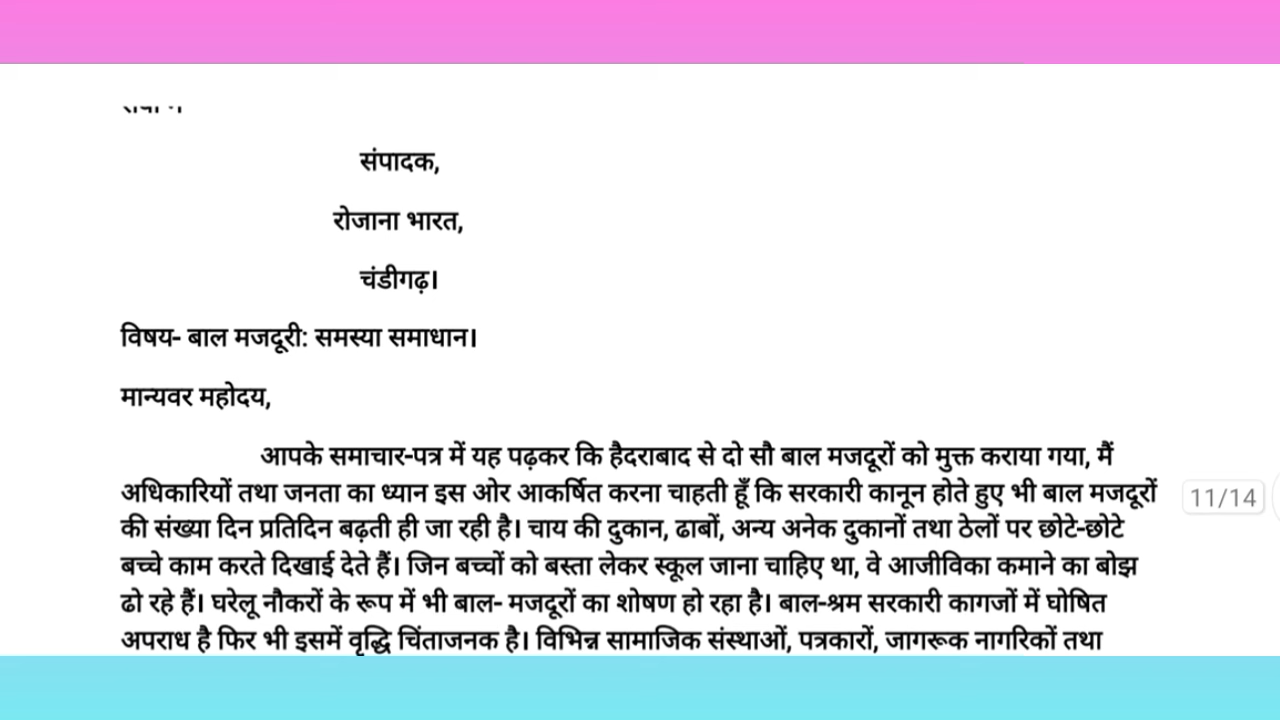 संपादक,
रोजाना भारत,
चंडीगढ़।
विषय- बाल मजदूरी: समस्या समाधान।
मान्यवर महोदय,
आपके समाचार-पत्र में यह पढ़कर कि हैदराबाद से दो सौ बाल मजदूरों को मुक्त कराया गया, मैं
अधिकारियों तथा जनता का ध्यान इस ओर आकर्षित करना चाहती हूँ कि सरकारी कानून होते हुए भी बाल मजदूरों
की संख्या दिन प्रतिदिन बढ़ती ही जा रही है। चाय की दुकान, ढाबों, अन्य अनेक दुकानों तथा ठेलों पर छोटे-छोटे
बच्चे काम करते दिखाई देते हैं। जिन बच्चों को बस्ता लेकर स्कूल जाना चाहिए था, वे आजीविका कमाने का बोझ
ढो रहे हैं। घरेलू नौकरों के रूप में भी बाल- मजदूरों का शोषण हो रहा है। बाल-श्रम सरकारी कागजों में घोषित
अपराध है फिर भी इसमें वृद्धि चिंताजनक है। विभिन्न सामाजिक संस्थाओं, पत्रकारों, जागरूक नागरिकों तथा
11/14